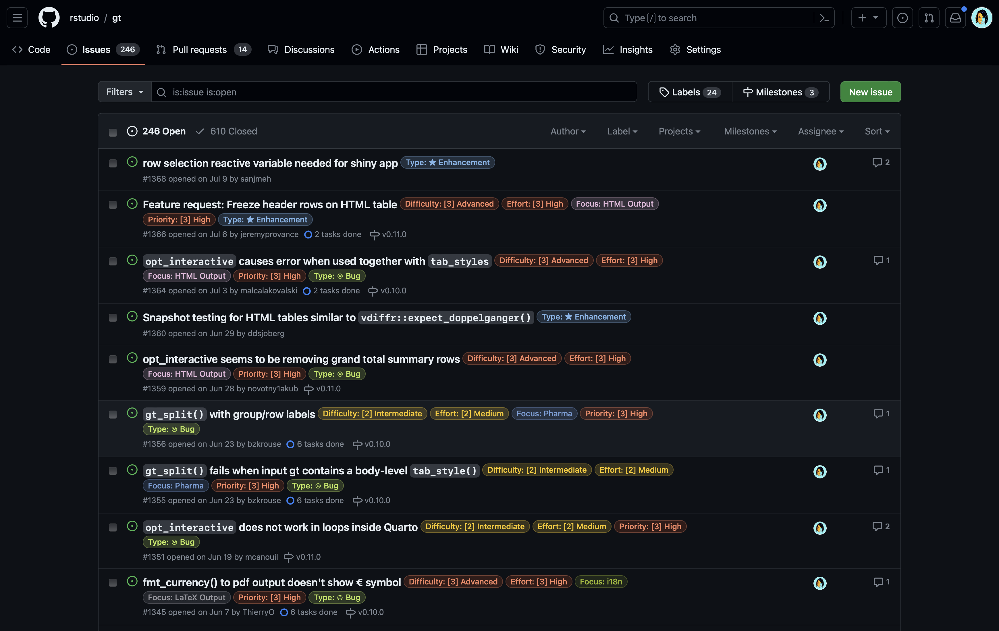 rstudio / gt
Type / to search
Code Issues 246 Pull requests 14 Discussions Actions Projects Wiki Security Insights Settings
Filters is:issue is:open Labels 24 Milestones 3 New issue
246 Open 610 Closed Author Label Projects Milestones Assignee Sort
row selection reactive variable needed for shiny app Type: ★ Enhancement 2
#1368 opened on Jul 9 by sanjmeh
Feature request: Freeze header rows on HTML table Difficulty: [3] Advanced Effort: [3] High Focus: HTML Output
Priority: [3] High Type: ★ Enhancement
#1366 opened on Jul 6 by jeremyprovance 2 tasks done v0.11.0
opt_interactive causes error when used together with tab_styles Difficulty: [3] Advanced Effort: [3] High 1
Focus: HTML Output Priority: [3] High Type: ☹ Bug
#1364 opened on Jul 3 by malcalakovalski 2 tasks done v0.10.0
Snapshot testing for HTML tables similar to vdiffr::expect_doppelganger() Type: ★ Enhancement
#1360 opened on Jun 29 by ddsjoberg
opt_interactive seems to be removing grand total summary rows Difficulty: [3] Advanced Effort: [3] High
Focus: HTML Output Priority: [3] High Type: ☹ Bug
#1359 opened on Jun 28 by novotny1akub v0.11.0
gt_split() with group/row labels Difficulty: [2] Intermediate Effort: [2] Medium Focus: Pharma Priority: [3] High 1
Type: ☹ Bug
#1356 opened on Jun 23 by bzkrouse 6 tasks done v0.10.0
gt_split() fails when input gt contains a body-level tab_style() Difficulty: [2] Intermediate Effort: [2] Medium 1
Focus: Pharma Priority: [3] High Type: ☹ Bug
#1355 opened on Jun 23 by bzkrouse 6 tasks done v0.10.0
opt_interactive does not work in loops inside Quarto Difficulty: [2] Intermediate Effort: [2] Medium Priority: [3] High 2
Type: ☹ Bug
#1351 opened on Jun 19 by mcanouil v0.11.0
fmt_currency() to pdf output doesn't show € symbol Difficulty: [3] Advanced Effort: [3] High Focus: i18n 1
Focus: LaTeX Output Priority: [3] High Type: ☹ Bug
#1345 opened on Jun 7 by ThierryO 6 tasks done v0.10.0